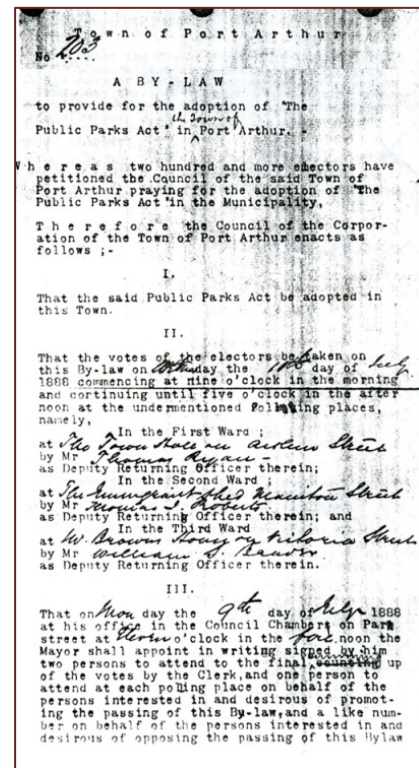 Town of Port Arthur
No 203....
A BY-LAW
to provide for the adoption of "The
the Town of
Public Parks Act" in Port Arthur. -
Whereas two hundred and more electors have
petitioned the Council of the said Town of
Port Arthur praying for the adoption of "The
Public Parks Act "in the Municipality,
Therefore the Council of the Corpor-
ation of the Town of Port Arthur enacts as
follows ;-
I.
That the said Public Parks Act be adopted in
this Town.
II.
That the votes of the electors be taken on
this By-law on day the day of July
1888 commencing at nine o'clock in the morning
and continuing until five o'clock in the after
noon at the undermentioned polling places,
namely,
In the First Ward ;
at The Town Street
by Mr Thomas Ryan -
as Deputy Returning Officer therein;
In the Second Ward ;
at The Immigrant Shed Manitou Street
by Mr Thomas J. Roberts
as Deputy Returning Officer therein; and
In the Third Ward
at W. Browns House on Victoria Street
by Mr William S.
as Deputy Returning Officer therein.
III.
That on Mon day the 9th day of July 1888
at his office in the Council Chambers on Park
street at Eleven o'clock in the fore noon the
Mayor shall appoint in writing signed by him
two persons to attend to the final up
of the votes by the Clerk,and one person to
attend at each polling place on behalf of the
persons interested in and desirous of promot-
ing the passing of this By-law,and a like num-
ber on behalf of the persons interested in and
desirous of opposing the passing of this Bylaw